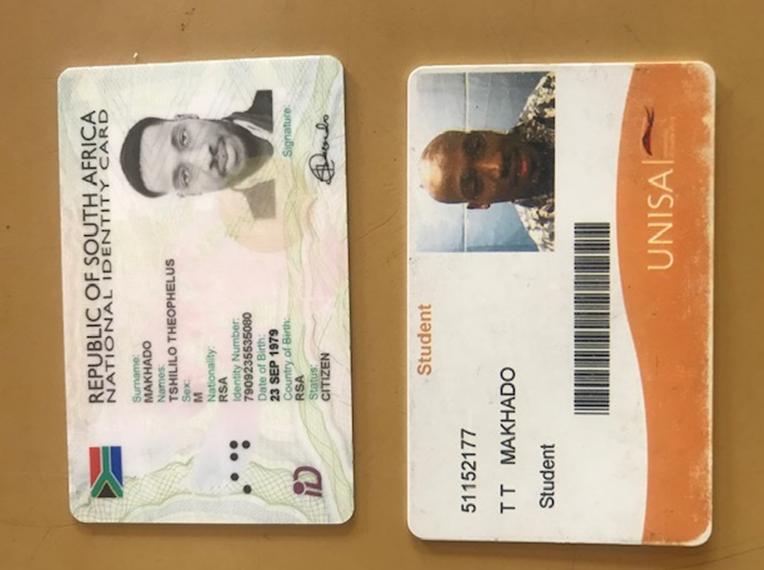 REPUBLIC OF SOUTH AFRICA
NATIONAL IDENTITY CARD
Surname:
MAKHADO
Names:
TSHILILO THEOPHELUS
Sex:
M
Nationality:
RSA
Identity Number:
7909235535080
Date of Birth:
23 SEP 1979
Country of Birth:
RSA
Status:
CITIZEN
Signature:
iD
Student
51152177
T T MAKHADO
Student
UNISA